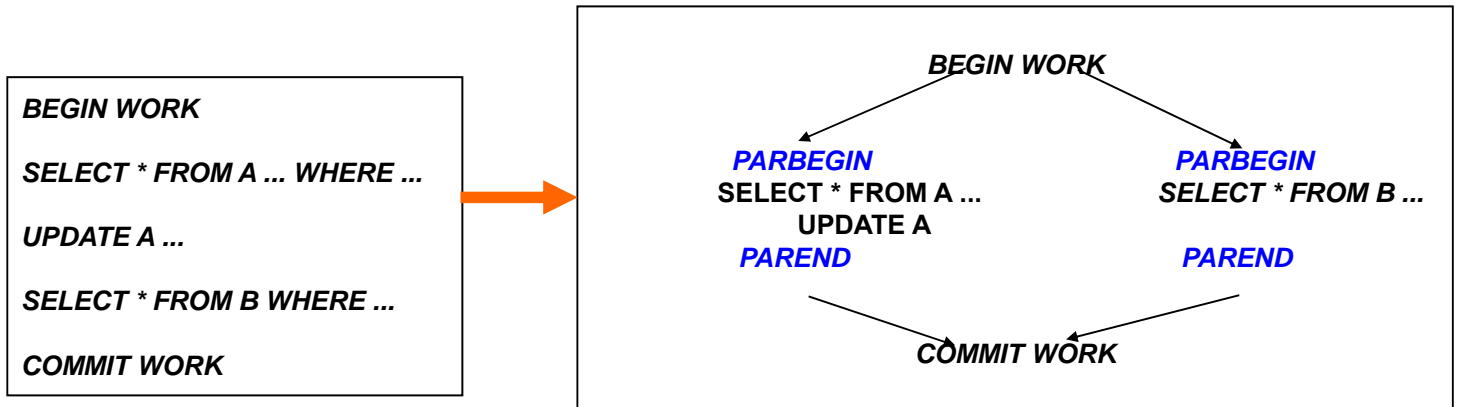 BEGIN WORK
SELECT * FROM A ... WHERE ...
UPDATE A ...
SELECT * FROM B WHERE ...
COMMIT WORK
BEGIN WORK
PARBEGIN
SELECT * FROM A ...
UPDATE A
PAREND
PARBEGIN
SELECT * FROM B ...
PAREND
COMMIT WORK